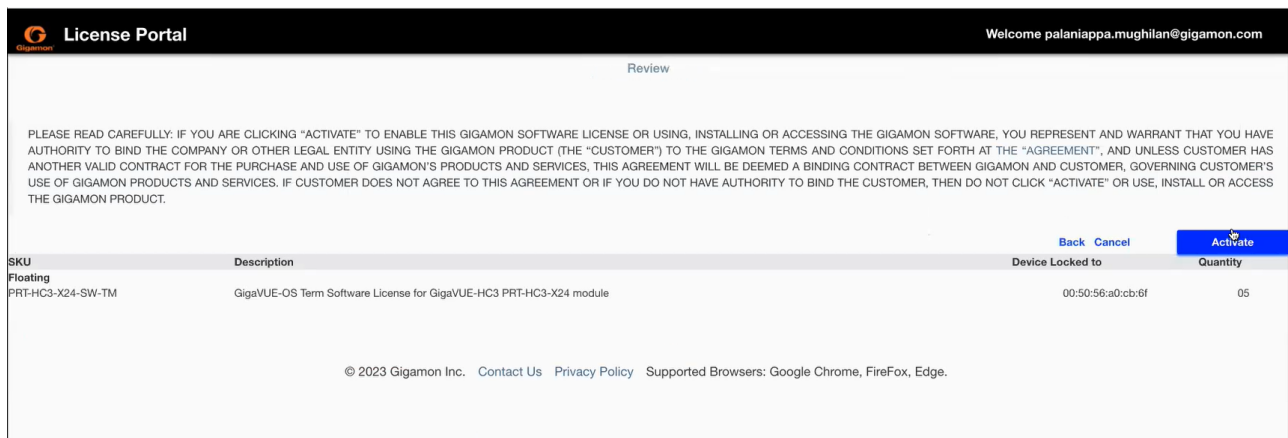 License Portal
Gigamon
Welcome palaniappa.mughilan@gigamon.com
Review
PLEASE READ CAREFULLY: IF YOU ARE CLICKING “ACTIVATE” TO ENABLE THIS GIGAMON SOFTWARE LICENSE OR USING, INSTALLING OR ACCESSING THE GIGAMON SOFTWARE, YOU REPRESENT AND WARRANT THAT YOU HAVE
AUTHORITY TO BIND THE COMPANY OR OTHER LEGAL ENTITY USING THE GIGAMON PRODUCT (THE “CUSTOMER”) TO THE GIGAMON TERMS AND CONDITIONS SET FORTH AT THE “AGREEMENT”, AND UNLESS CUSTOMER HAS
ANOTHER VALID CONTRACT FOR THE PURCHASE AND USE OF GIGAMON’S PRODUCTS AND SERVICES, THIS AGREEMENT WILL BE DEEMED A BINDING CONTRACT BETWEEN GIGAMON AND CUSTOMER, GOVERNING CUSTOMER’S
USE OF GIGAMON PRODUCTS AND SERVICES. IF CUSTOMER DOES NOT AGREE TO THIS AGREEMENT OR IF YOU DO NOT HAVE AUTHORITY TO BIND THE CUSTOMER, THEN DO NOT CLICK “ACTIVATE” OR USE, INSTALL OR ACCESS
THE GIGAMON PRODUCT.
Back Cancel Activate
SKU Description Device Locked to Quantity
Floating
PRT-HC3-X24-SW-TM GigaVUE-OS Term Software License for GigaVUE-HC3 PRT-HC3-X24 module 00:50:56:a0:cb:6f 05
© 2023 Gigamon Inc. Contact Us Privacy Policy Supported Browsers: Google Chrome, FireFox, Edge.